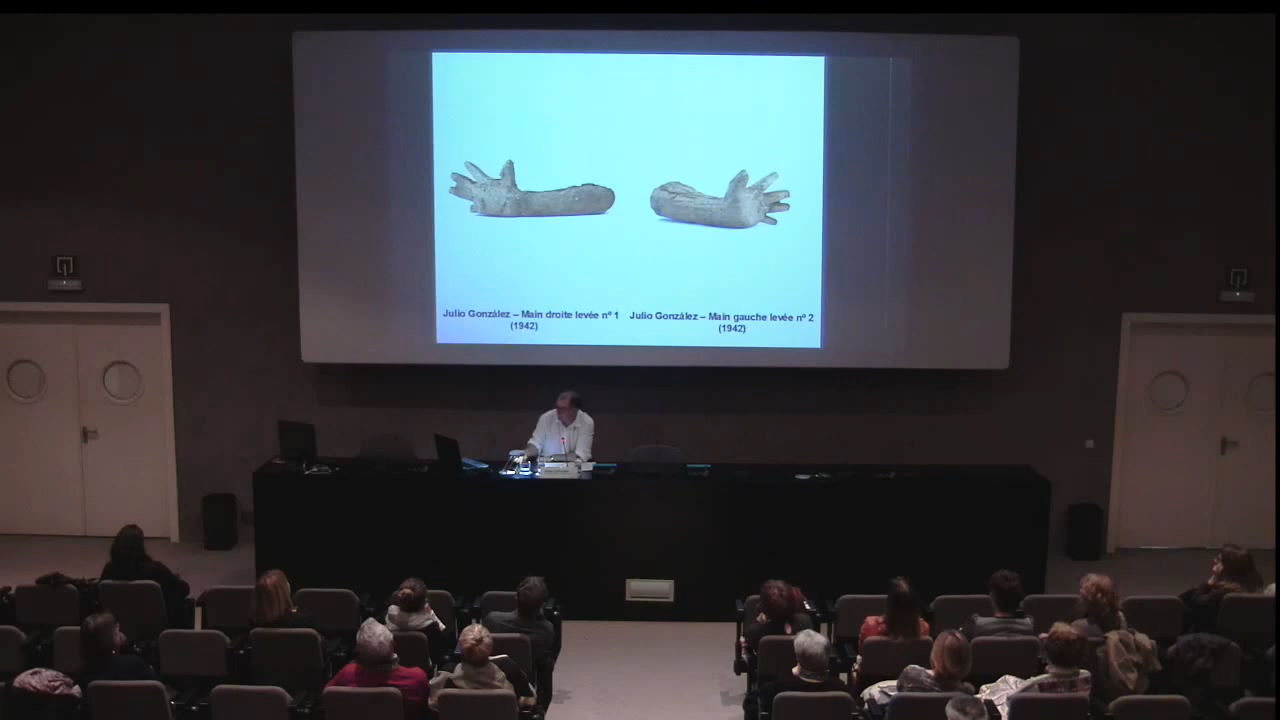 Julio González – Main droite levée nº 1
(1942)
Julio González – Main gauche levée nº 2
(1942)